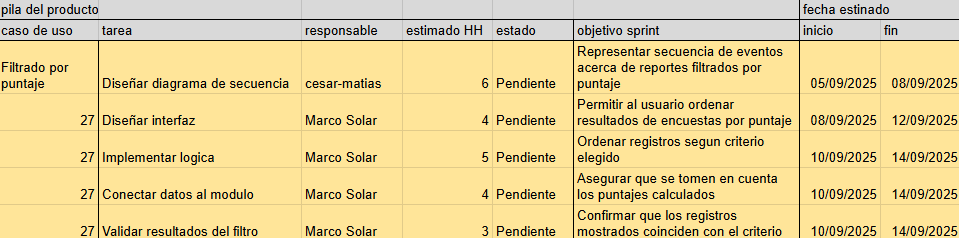 pila del producto fecha estinado
caso de uso tarea responsable estimado HH estado objetivo sprint inicio fin
Filtrado por puntaje Diseñar diagrama de secuencia cesar-matias 6 Pendiente Representar secuencia de eventos acerca de reportes filtrados por puntaje 05/09/2025 08/09/2025
27 Diseñar interfaz Marco Solar 4 Pendiente Permitir al usuario ordenar resultados de encuestas por puntaje 08/09/2025 12/09/2025
27 Implementar logica Marco Solar 5 Pendiente Ordenar registros segun criterio elegido 10/09/2025 14/09/2025
27 Conectar datos al modulo Marco Solar 4 Pendiente Asegurar que se tomen en cuenta los puntajes calculados 10/09/2025 14/09/2025
27 Validar resultados del filtro Marco Solar 3 Pendiente Confirmar que los registros mostrados coinciden con el criterio 10/09/2025 14/09/2025